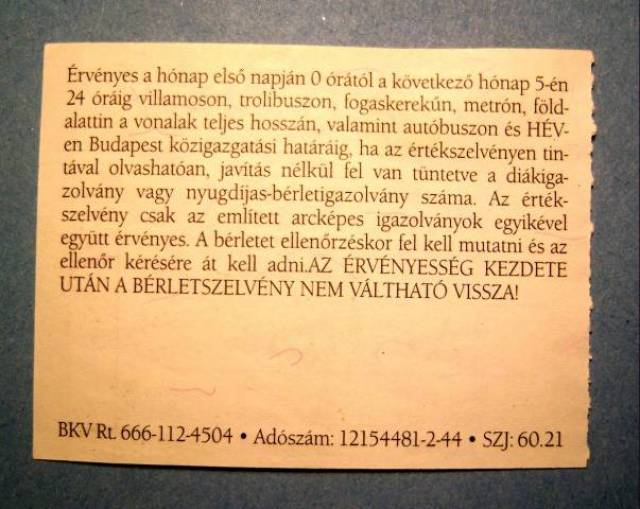 Érvényes a hónap első napján 0 órától a következő hónap 5-én
24 óráig villamoson, trolibuszon, fogaskerekűn, metrón, föld-
alattin a vonalak teljes hosszán, valamint autóbuszon és HÉV-
en Budapest közigazgatási határáig, ha az értékszelvényen tin-
tával olvashatóan, javítás nélkül fel van tüntetve a diákiga-
zolvány vagy nyugdíjas-bérletigazolvány száma. Az érték-
szelvény csak az említett arcképes igazolványok egyikével
együtt érvényes. A bérletet ellenőrzéskor fel kell mutatni és az
ellenőr kérésére át kell adni.AZ ÉRVÉNYESSÉG KEZDETE
UTÁN A BÉRLETSZELVÉNY NEM VÁLTHATÓ VISSZA!
BKV Rt. 666-112-4504 • Adószám: 12154481-2-44 • SZJ: 60.21